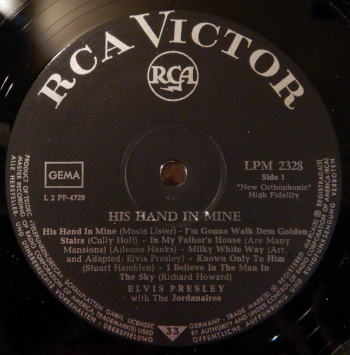 RCA VICTOR
RCA
GEMA
L 2 PP-4729
LPM 2328
Side 1
"New Orthophonic"
High Fidelity
HIS HAND IN MINE
His Hand In Mine (Mosie Lister) - I'm Gonna Walk Dem Golden
Stairs (Cully Holt) - In My Father's House (Are Many
Mansions) (Aileene Hanks) - Milky White Way (Arr.
and Adapted: Elvis Presley) - Known Only To Him
(Stuart Hamblen) - I Believe In The Man In
The Sky (Richard Howard)
ELVIS PRESLEY
with The Jordanaires
33